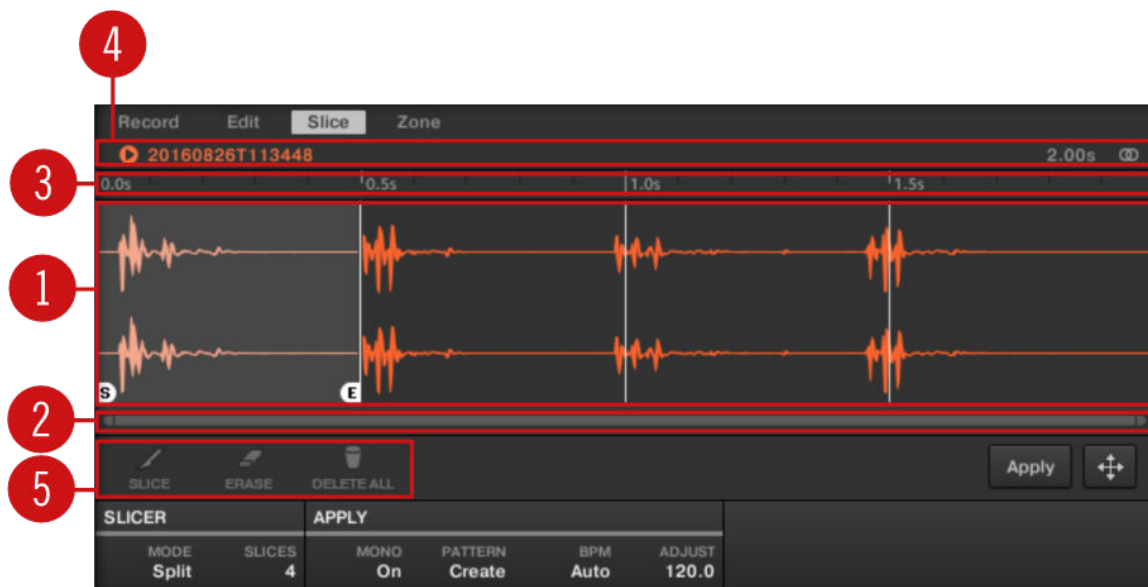 4
Record Edit Slice Zone
20160826T113448 2.00s
3
0.0s 0.5s 1.0s 1.5s
1
S E
2
5
SLICE ERASE DELETE ALL Apply
SLICER APPLY
MODE SLICES MONO PATTERN BPM ADJUST
Split 4 On Create Auto 120.0